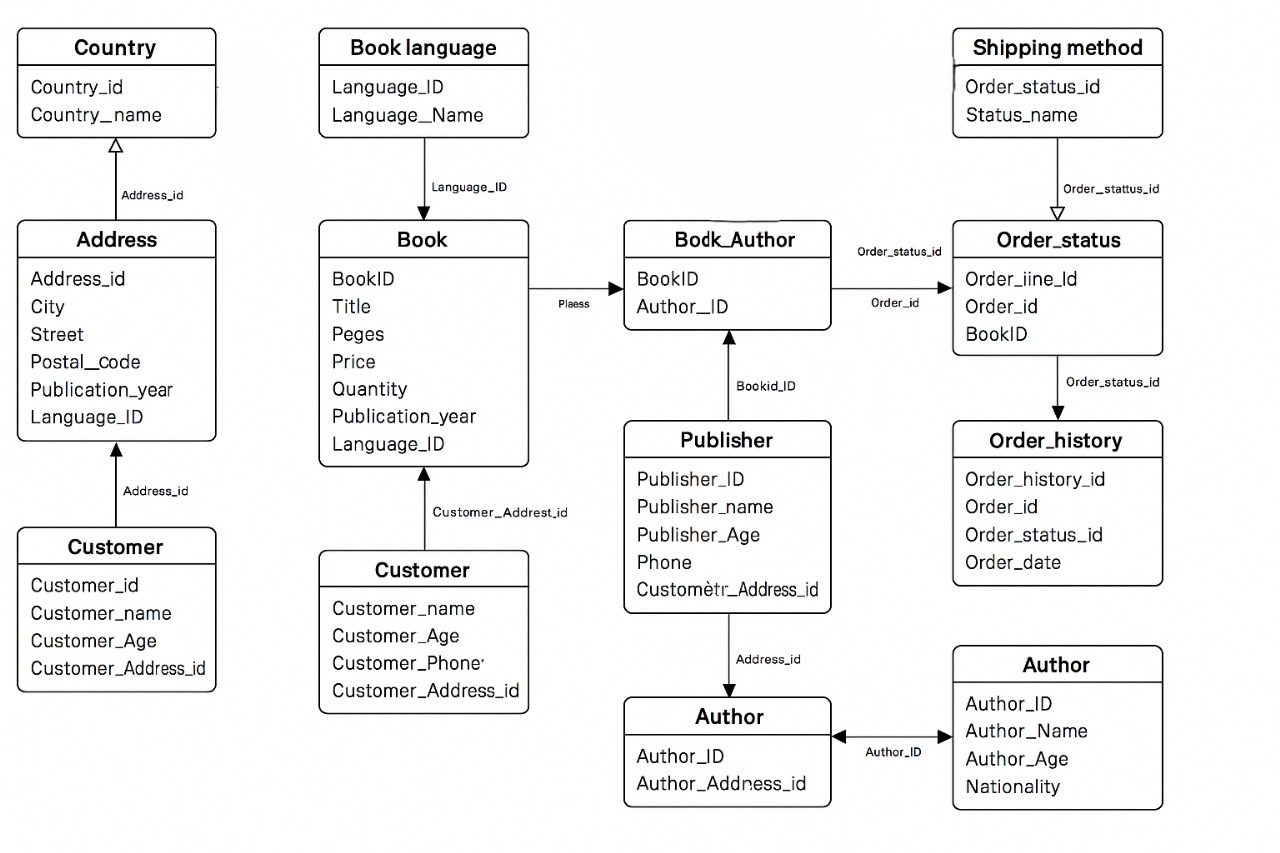 Country
Country_id
Country_name
Address_id
Address
Address_id
City
Street
Postal_code
Publication_year
Language_ID
Address_id
Customer
Customer_id
Customer_name
Customer_Age
Customer_Address_id
Book language
Language_ID
Language_Name
Language_ID
Book
BookID
Title
Peges
Price
Quantity
Publication_year
Language_ID
Customer_Addrest_id
Customer
Customer_name
Customer_Age
Customer_Phone
Customer_Address_id
Plaess
Bodk_Author
BookID
Author_ID
Bookid_ID
Publisher
Publisher_ID
Publisher_name
Publisher_Age
Phone
Customètr_Address_id
Address_id
Author
Author_ID
Author_Addness_id
Author_ID
Shipping method
Order_status_id
Status_name
Order_stattus_id
Order_status_id
Order_id
Order_status
Order_iine_Id
Order_id
BookID
Order_status_id
Order_history
Order_history_id
Order_id
Order_status_id
Order_date
Author
Author_ID
Author_Name
Author_Age
Nationality